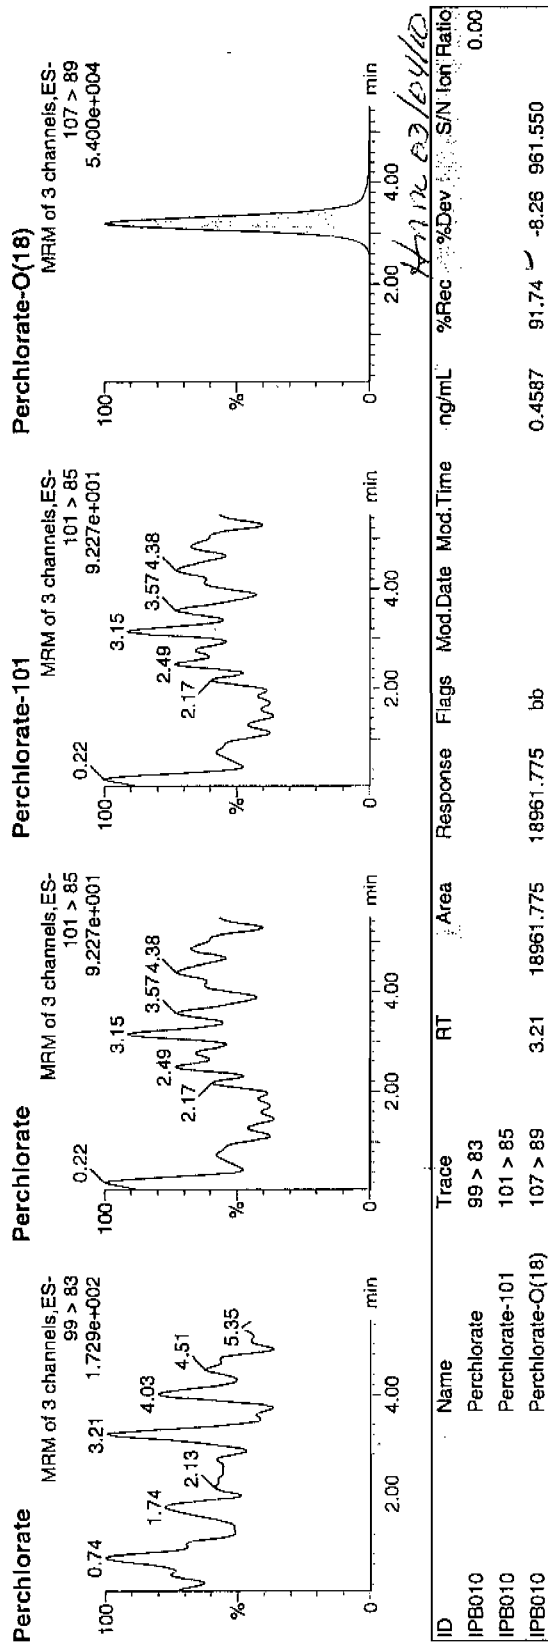 Perchlorate
MRM of 3 channels,ES-
99 > 83
1.729e+002
100
%
0
0.74
1.74
2.13
3.21
4.03
4.51
5.35
2.00
4.00
min
Perchlorate
MRM of 3 channels,ES-
101 > 85
9.227e+001
100
%
0
0.22
2.17
2.49
3.15
3.57
4.38
2.00
4.00
min
Perchlorate-101
MRM of 3 channels,ES-
101 > 85
9.227e+001
100
%
0
0.22
2.17
2.49
3.15
3.57
4.38
2.00
4.00
min
Perchlorate-O(18)
MRM of 3 channels,ES-
107 > 89
5.400e+004
100
%
0
2.00
4.00
min
03/04/10
ID Name Trace RT Area Response Flags Mod.Date Mod.Time ng/mL %Rec %Dev S/N Ion Ratio
IPB010 Perchlorate 99 > 83 0.00
IPB010 Perchlorate-101 101 > 85
IPB010 Perchlorate-O(18) 107 > 89 3.21 18961.775 18961.775 bb 0.4587 91.74 -8.26 961.550